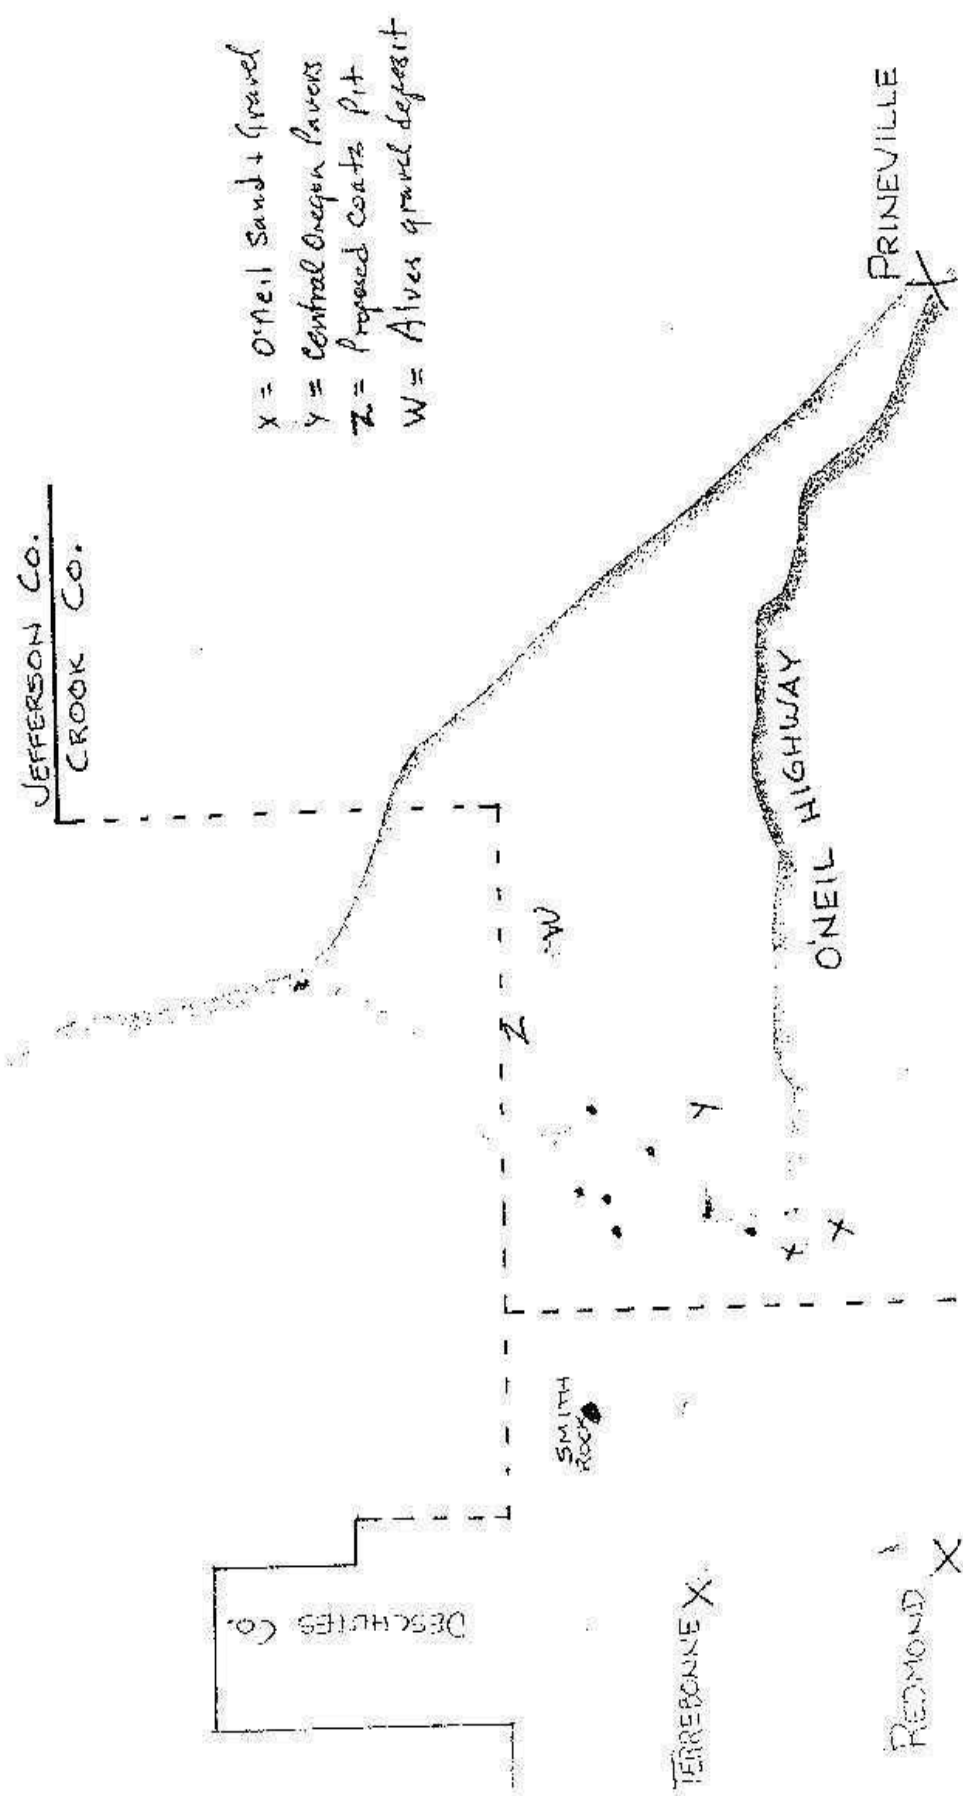 JEFFERSON CO.
CROOK CO.
X = O'Neil Sand & Gravel
Y = Central Oregon Pavers
Z = Proposed Coats Pit
W = Alves gravel deposit
DESCHUTES CO.
SMITH
ROCK
Z
W
Y
X
X
TERREBONNE X
REDMOND X
O'NEIL HIGHWAY
PRINEVILLE
X